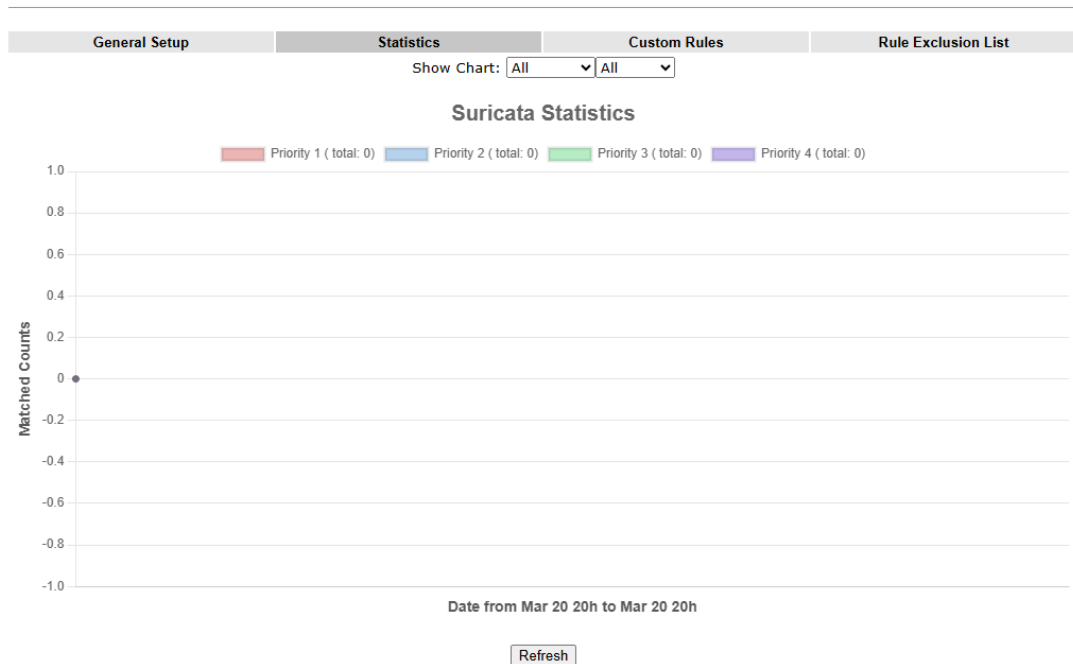 General Setup Statistics Custom Rules Rule Exclusion List
Show Chart: All All
Suricata Statistics
Priority 1 ( total: 0) Priority 2 ( total: 0) Priority 3 ( total: 0) Priority 4 ( total: 0)
1.0
0.8
0.6
0.4
0.2
0
-0.2
-0.4
-0.6
-0.8
-1.0
Matched Counts
Date from Mar 20 20h to Mar 20 20h
Refresh